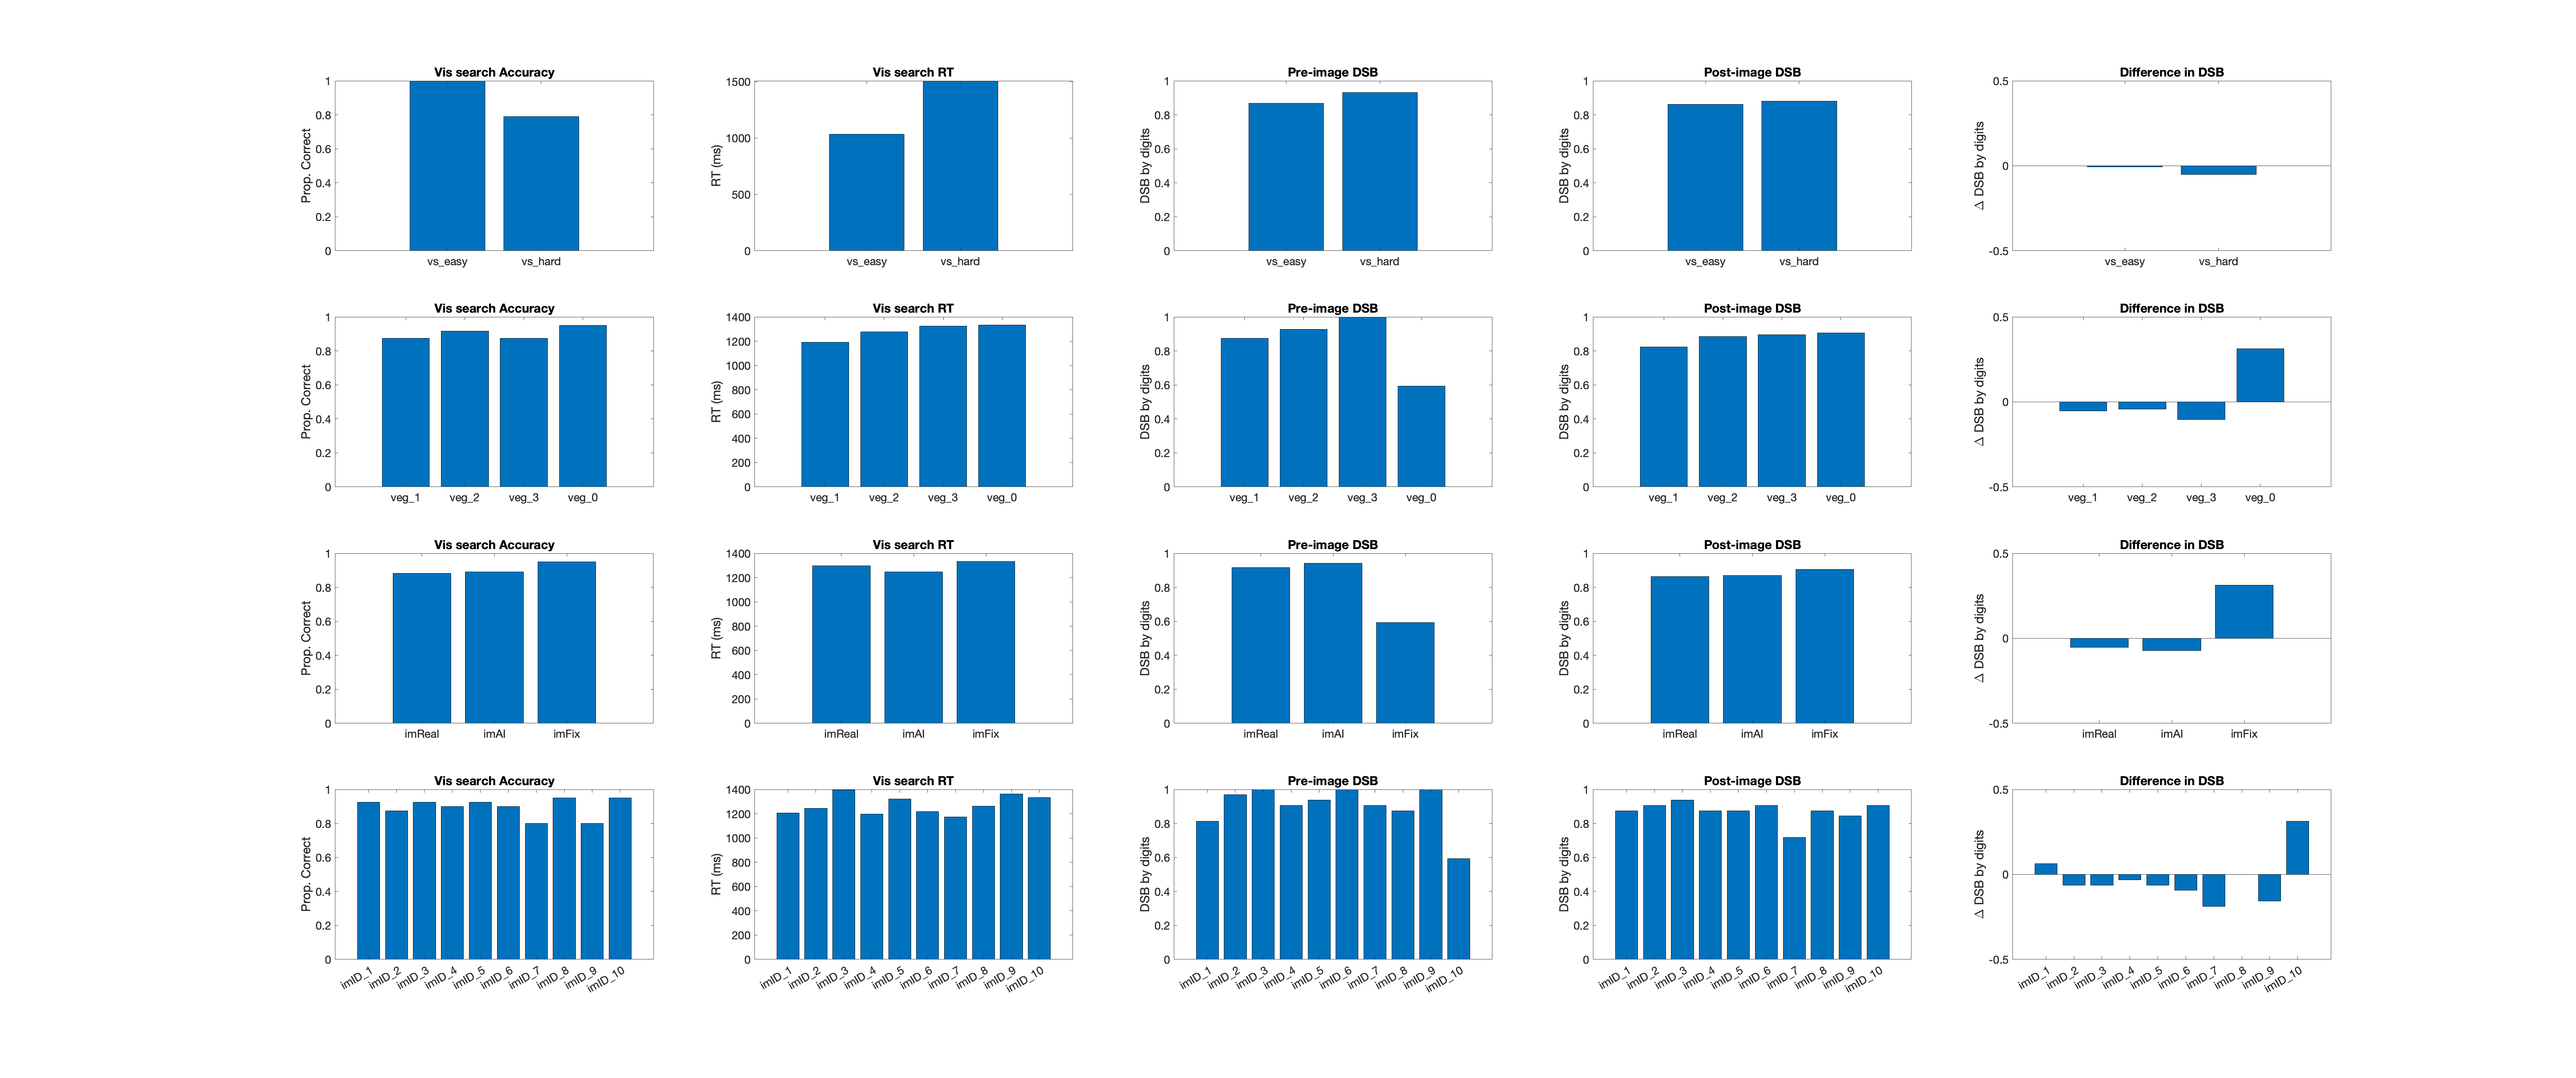 Vis search Accuracy
Prop. Correct
1
0.8
0.6
0.4
0.2
0
vs_easy vs_hard
Vis search RT
RT (ms)
1500
1000
500
0
vs_easy vs_hard
Pre-image DSB
DSB by digits
1
0.8
0.6
0.4
0.2
0
vs_easy vs_hard
Post-image DSB
DSB by digits
1
0.8
0.6
0.4
0.2
0
vs_easy vs_hard
Difference in DSB
Δ DSB by digits
0.5
0
-0.5
vs_easy vs_hard
Vis search Accuracy
Prop. Correct
1
0.8
0.6
0.4
0.2
0
veg_1 veg_2 veg_3 veg_0
Vis search RT
RT (ms)
1400
1200
1000
800
600
400
200
0
veg_1 veg_2 veg_3 veg_0
Pre-image DSB
DSB by digits
1
0.8
0.6
0.4
0.2
0
veg_1 veg_2 veg_3 veg_0
Post-image DSB
DSB by digits
1
0.8
0.6
0.4
0.2
0
veg_1 veg_2 veg_3 veg_0
Difference in DSB
Δ DSB by digits
0.5
0
-0.5
veg_1 veg_2 veg_3 veg_0
Vis search Accuracy
Prop. Correct
1
0.8
0.6
0.4
0.2
0
imReal imAI imFix
Vis search RT
RT (ms)
1400
1200
1000
800
600
400
200
0
imReal imAI imFix
Pre-image DSB
DSB by digits
1
0.8
0.6
0.4
0.2
0
imReal imAI imFix
Post-image DSB
DSB by digits
1
0.8
0.6
0.4
0.2
0
imReal imAI imFix
Difference in DSB
Δ DSB by digits
0.5
0
-0.5
imReal imAI imFix
Vis search Accuracy
Prop. Correct
1
0.8
0.6
0.4
0.2
0
imID_1 imID_2 imID_3 imID_4 imID_5 imID_6 imID_7 imID_8 imID_9 imID_10
Vis search RT
RT (ms)
1400
1200
1000
800
600
400
200
0
imID_1 imID_2 imID_3 imID_4 imID_5 imID_6 imID_7 imID_8 imID_9 imID_10
Pre-image DSB
DSB by digits
1
0.8
0.6
0.4
0.2
0
imID_1 imID_2 imID_3 imID_4 imID_5 imID_6 imID_7 imID_8 imID_9 imID_10
Post-image DSB
DSB by digits
1
0.8
0.6
0.4
0.2
0
imID_1 imID_2 imID_3 imID_4 imID_5 imID_6 imID_7 imID_8 imID_9 imID_10
Difference in DSB
Δ DSB by digits
0.5
0
-0.5
imID_1 imID_2 imID_3 imID_4 imID_5 imID_6 imID_7 imID_8 imID_9 imID_10